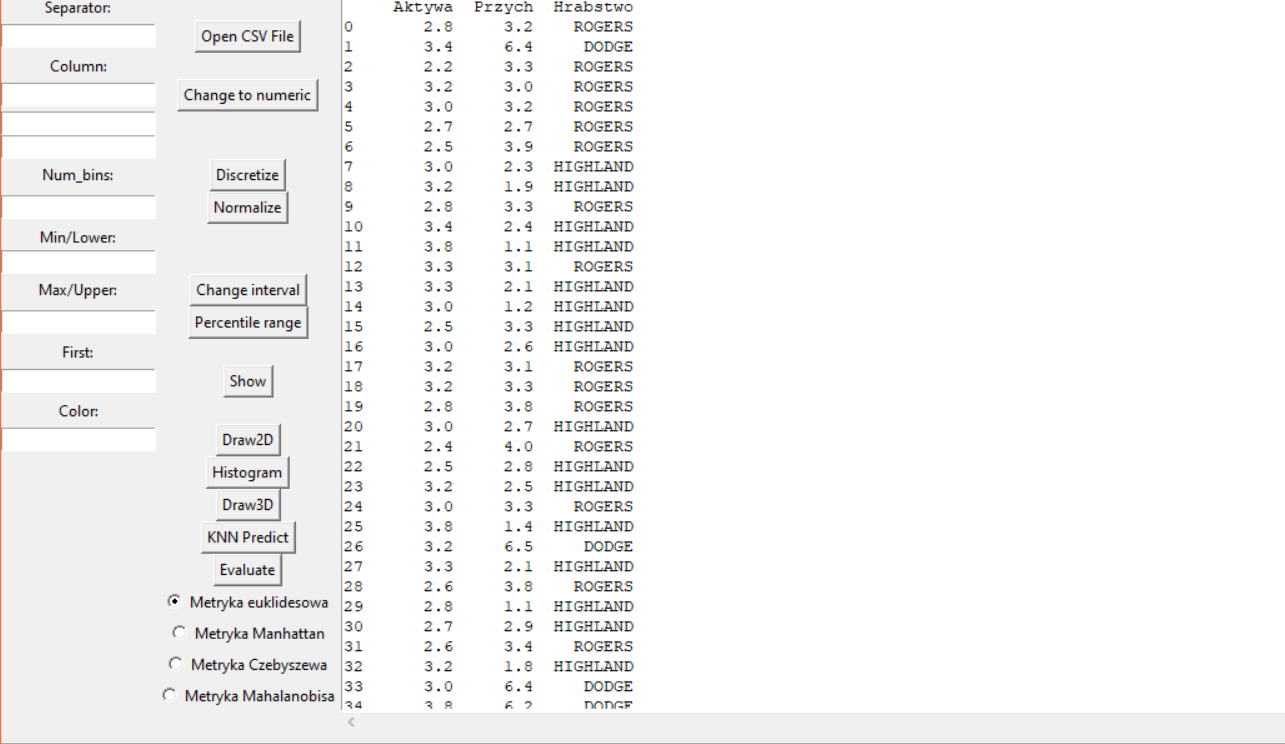 Separator:
Open CSV File
Column:
Change to numeric
Num_bins:
Discretize
Normalize
Min/Lower:
Max/Upper:
Change interval
Percentile range
First:
Show
Color:
Draw2D
Histogram
Draw3D
KNN Predict
Evaluate
Metryka euklidesowa
Metryka Manhattan
Metryka Czebyszewa
Metryka Mahalanobisa
Aktywa Przych Hrabstwo
0 2.8 3.2 ROGERS
1 3.4 6.4 DODGE
2 2.2 3.3 ROGERS
3 3.2 3.0 ROGERS
4 3.0 3.2 ROGERS
5 2.7 2.7 ROGERS
6 2.5 3.9 ROGERS
7 3.0 2.3 HIGHLAND
8 3.2 1.9 HIGHLAND
9 2.8 3.3 ROGERS
10 3.4 2.4 HIGHLAND
11 3.8 1.1 HIGHLAND
12 3.3 3.1 ROGERS
13 3.3 2.1 HIGHLAND
14 3.0 1.2 HIGHLAND
15 2.5 3.3 HIGHLAND
16 3.0 2.6 HIGHLAND
17 3.2 3.1 ROGERS
18 3.2 3.3 ROGERS
19 2.8 3.8 ROGERS
20 3.0 2.7 HIGHLAND
21 2.4 4.0 ROGERS
22 2.5 2.8 HIGHLAND
23 3.2 2.5 HIGHLAND
24 3.0 3.3 ROGERS
25 3.8 1.4 HIGHLAND
26 3.2 6.5 DODGE
27 3.3 2.1 HIGHLAND
28 2.6 3.8 ROGERS
29 2.8 1.1 HIGHLAND
30 2.7 2.9 HIGHLAND
31 2.6 3.4 ROGERS
32 3.2 1.8 HIGHLAND
33 3.0 6.4 DODGE
34 3.8 6.2 DODGE